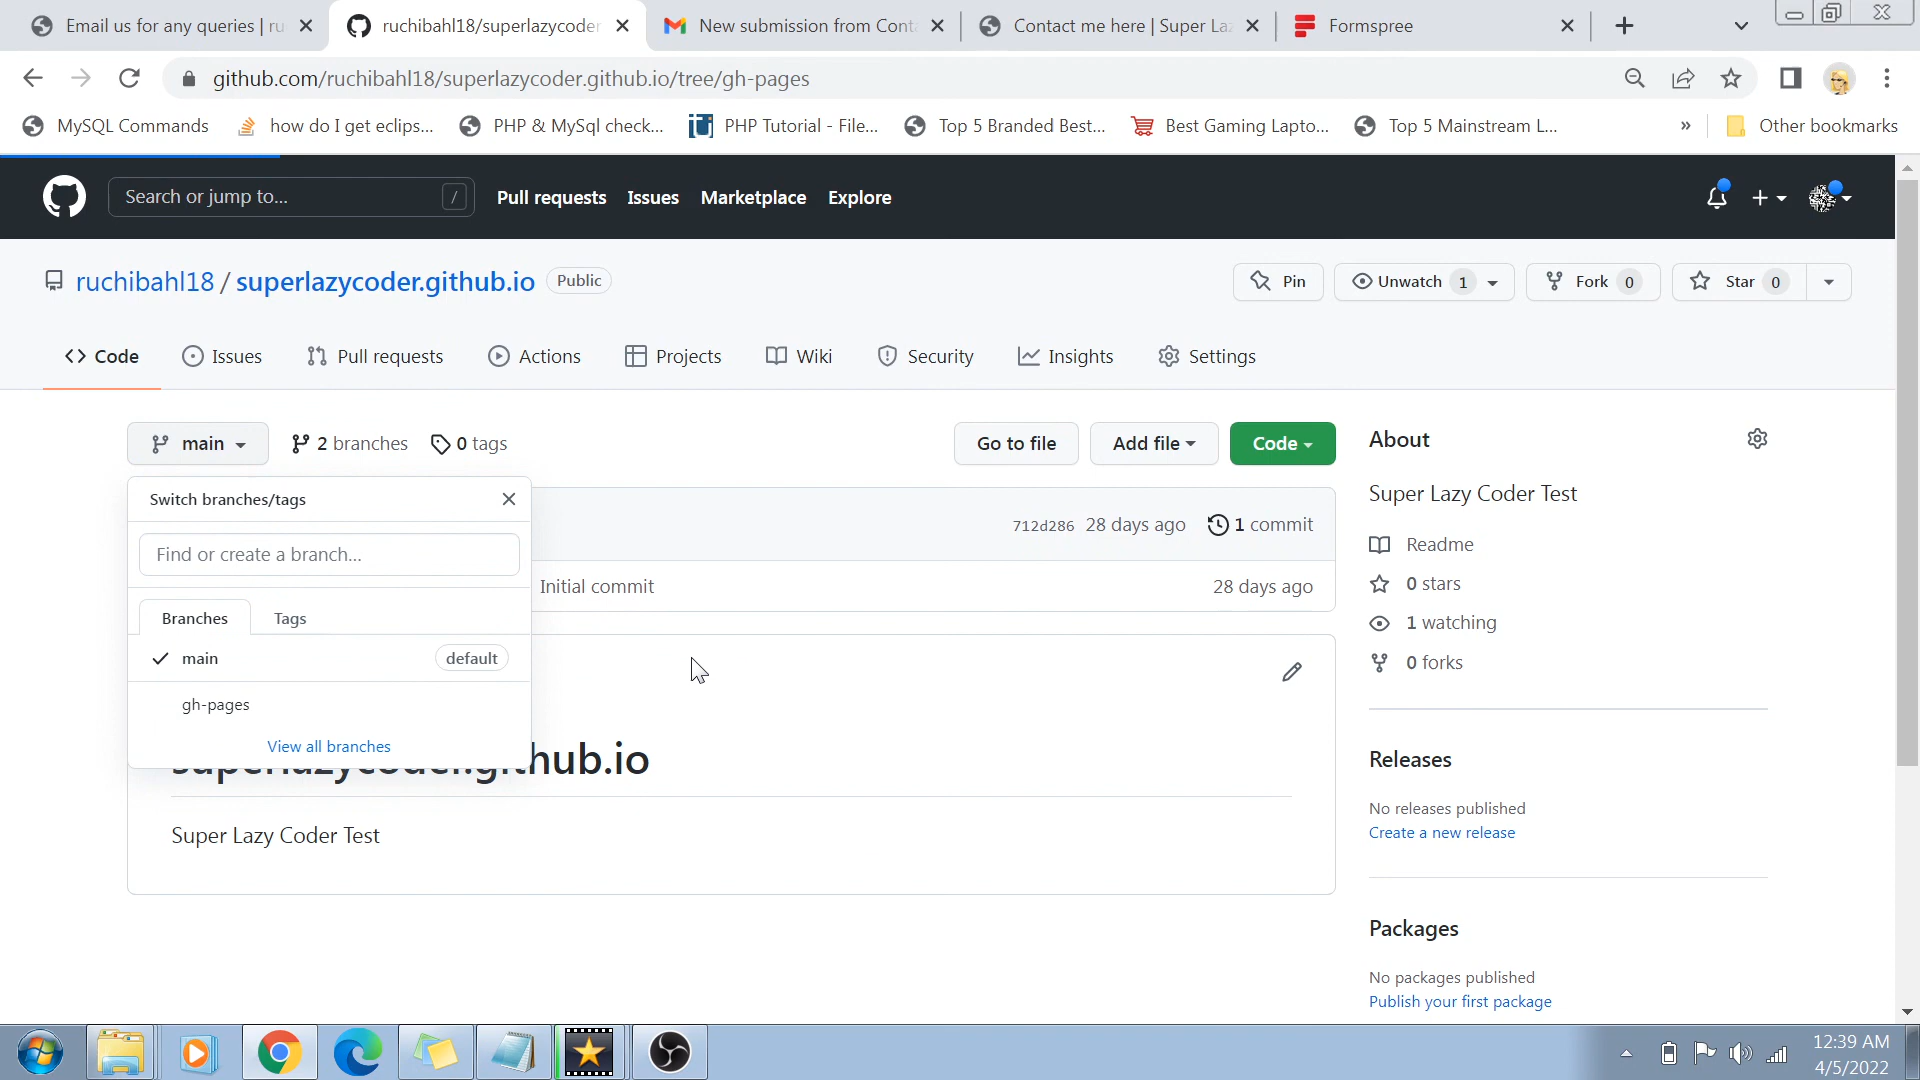 Email us for any queries | ru
ruchibahl18/superlazycoder
New submission from Conta
Contact me here | Super La
Formspree
github.com/ruchibahl18/superlazycoder.github.io/tree/gh-pages
MySQL Commands
how do I get eclips...
PHP & MySql check...
PHP Tutorial - File...
Top 5 Branded Best...
Best Gaming Lapto...
Top 5 Mainstream L...
»
Other bookmarks
Search or jump to... /
Pull requests
Issues
Marketplace
Explore
ruchibahl18 / superlazycoder.github.io Public
Pin
Unwatch 1
Fork 0
Star 0
Code
Issues
Pull requests
Actions
Projects
Wiki
Security
Insights
Settings
main
2 branches
0 tags
Go to file
Add file
Code
Switch branches/tags
Find or create a branch...
Branches
Tags
main default
gh-pages
View all branches
712d286 28 days ago 1 commit
Initial commit 28 days ago
superlazycoder.github.io
Super Lazy Coder Test
About
Super Lazy Coder Test
Readme
0 stars
1 watching
0 forks
Releases
No releases published
Create a new release
Packages
No packages published
Publish your first package
12:39 AM
4/5/2022